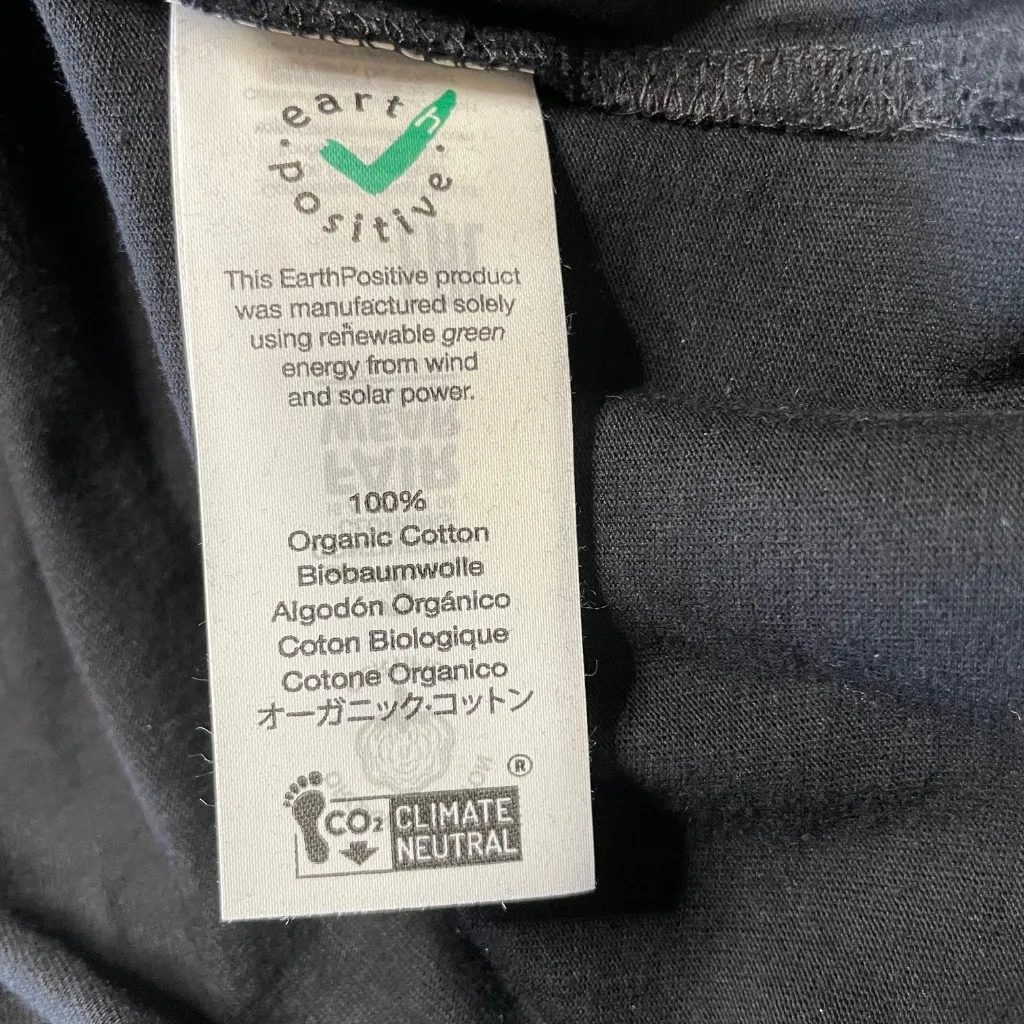 earth
positive
This EarthPositive product
was manufactured solely
using renewable green
energy from wind
and solar power.
WEAR
FAIR
100%
Organic Cotton
Biobaumwolle
Algodón Orgánico
Coton Biologique
Cotone Organico
オーガニック·コットン
®
CO₂
CLIMATE
NEUTRAL